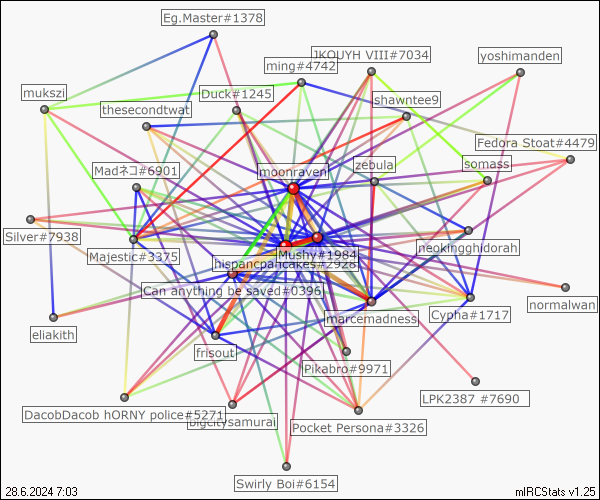 Eg.Master#1378
JKOUYH VIII#7034
yoshimanden
ming#4742
mukszi
Duck#1245
shawntee9
thesecondtwat
Fedora Stoat#4479
zebula
somass
Madネコ#6901
moonraven
Silver#7938
neokingghidorah
Majestic#3375
Mushy#1984
hispancpancakes#2928
Can anything be saved#0396
normalwan
eliakith
marcemadness
Cypha#1717
frisout
Pikabro#9971
LPK2387 #7690
DacobDacob hORNY police#5271
bigcitysamurai
Pocket Persona#3326
Swirly Boi#6154
28.6.2024 7:03
mIRCStats v1.25